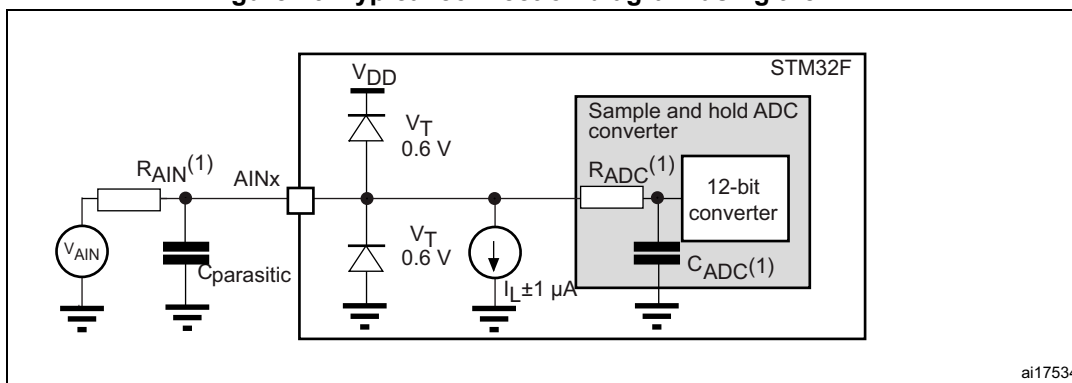 STM32F
VDD
Sample and hold ADC
converter
VT
0.6 V
RAIN(1)
AINx
RADC(1)
12-bit
converter
VAIN
Cparasitic
VT
0.6 V
IL±1 µA
CADC(1)
ai17534